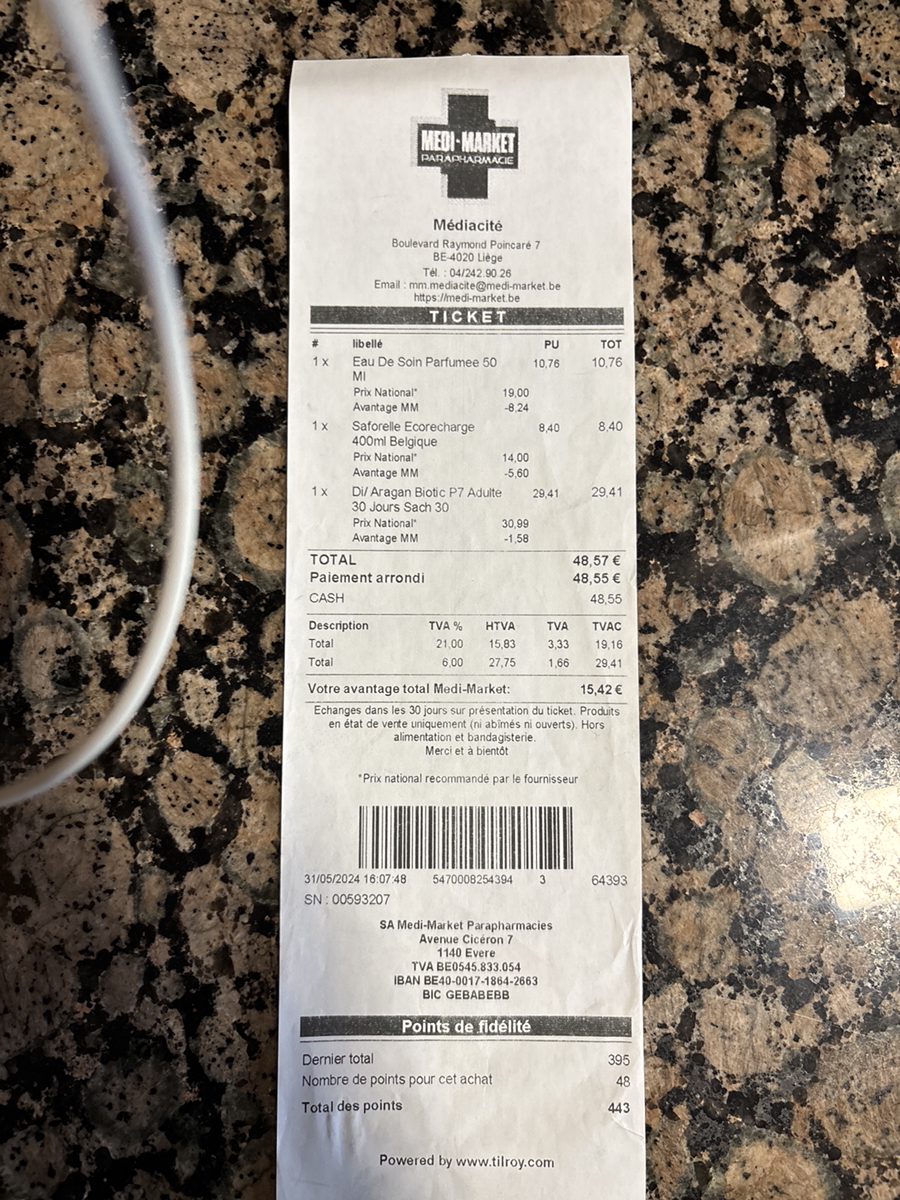 MEDI-MARKET
PARAPHARMACIE
Médiacité
Boulevard Raymond Poincaré 7
BE-4020 Liège
Tél. : 04/242 90 26
Email : mm.mediacite@medi-market.be
https://medi-market.be
TICKET
# libellé PU TOT
1 x Eau De Soin Parfumee 50 10,76 10,76
Ml
Prix National* 19,00
Avantage MM -8,24
1 x Saforelle Ecorecharge 8,40 8,40
400ml Belgique
Prix National* 14,00
Avantage MM -5,60
1 x Di/ Aragan Biotic P7 Adulte 29,41 29,41
30 Jours Sach 30
Prix National* 30,99
Avantage MM -1,58
TOTAL 48,57 €
Paiement arrondi 48,55 €
CASH 48,55
Description TVA % HTVA TVA TVAC
Total 21,00 15,83 3,33 19,16
Total 6,00 27,75 1,66 29,41
Votre avantage total Medi-Market: 15,42 €
Echanges dans les 30 jours sur présentation du ticket. Produits
en état de vente uniquement (ni abîmés ni ouverts). Hors
alimentation et bandagisterie.
Merci et à bientôt
*Prix national recommandé par le fournisseur
31/05/2024 16:07:48 5470008254394 3 64393
SN : 00593207
SA Medi-Market Parapharmacies
Avenue Cicéron 7
1140 Evere
TVA BE0545.833.054
IBAN BE40-0017-1864-2663
BIC GEBABEBB
Points de fidélité
Dernier total 395
Nombre de points pour cet achat 48
Total des points 443
Powered by www.tilroy.com